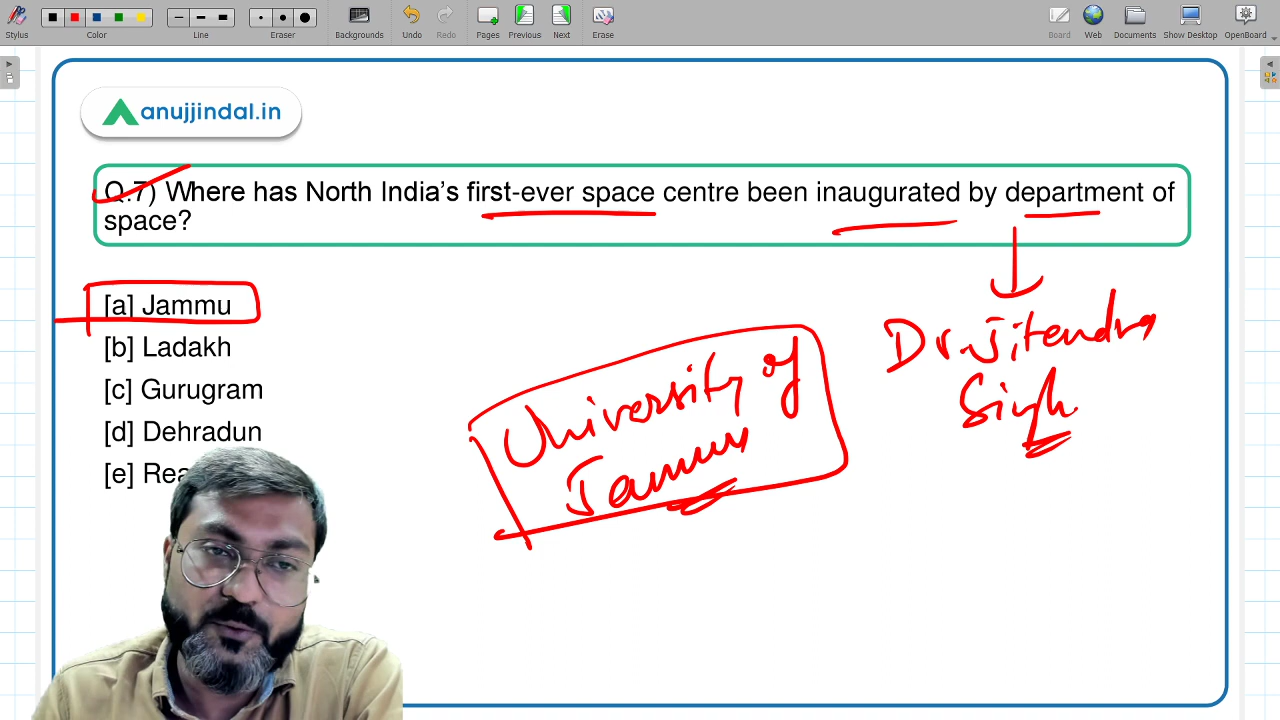 Stylus
Color
Line
Eraser
Backgrounds
Undo
Redo
Pages
Previous
Next
Erase
Board
Web
Documents
Show Desktop
OpenBoard
anujjindal.in
Q.7) Where has North India's first-ever space centre been inaugurated by department of
space?
[a] Jammu
[b] Ladakh
[c] Gurugram
[d] Dehradun
[e]
Dr. Jitendra
Singh
University of
Jammu